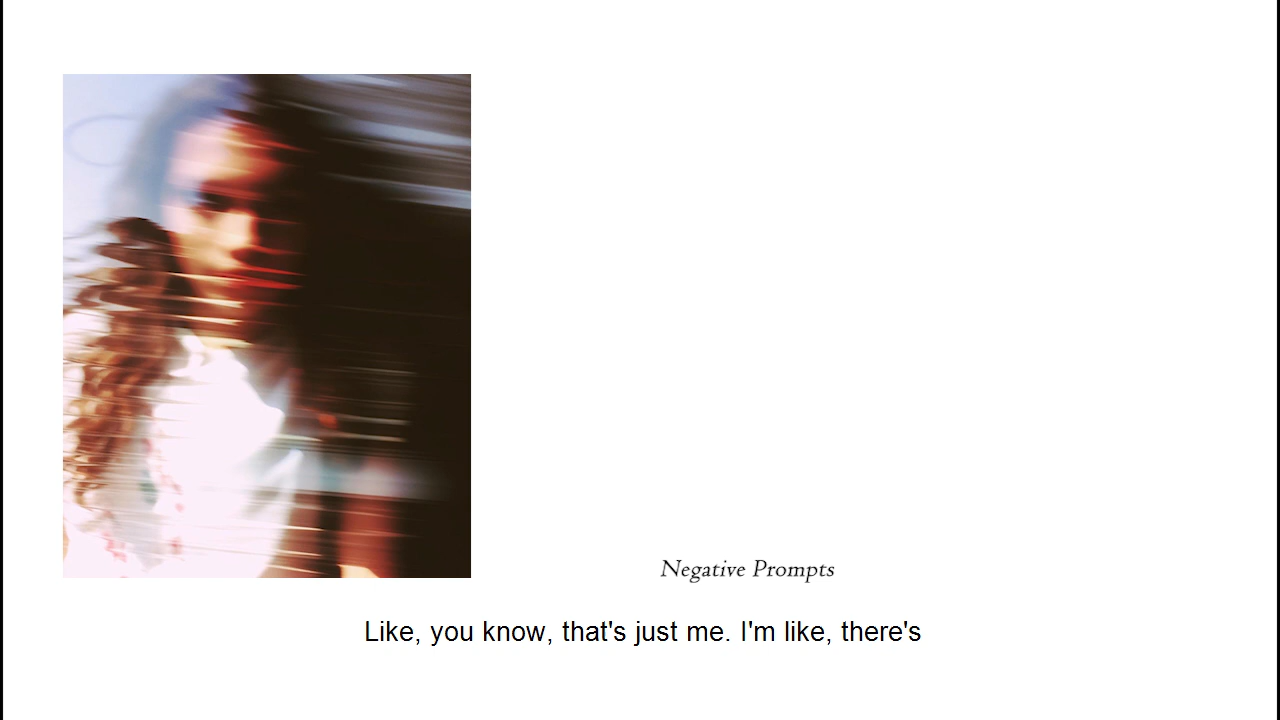 Negative Prompts
Like, you know, that's just me. I'm like, there's